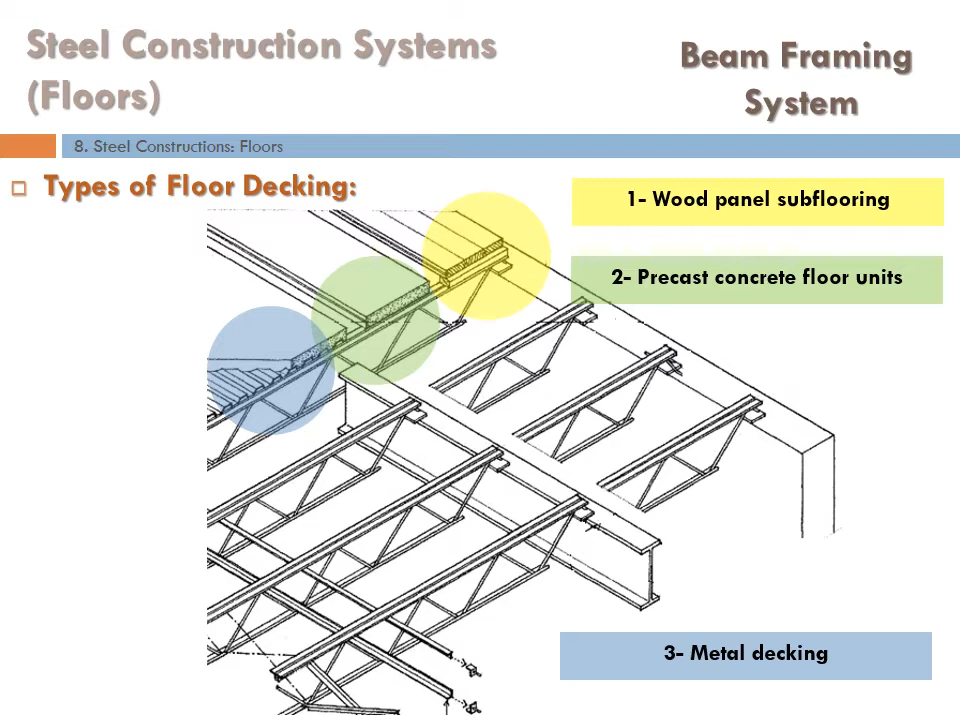 Steel Construction Systems
(Floors)
Beam Framing
System
8. Steel Constructions: Floors
Types of Floor Decking:
1- Wood panel subflooring
2- Precast concrete floor units
3- Metal decking